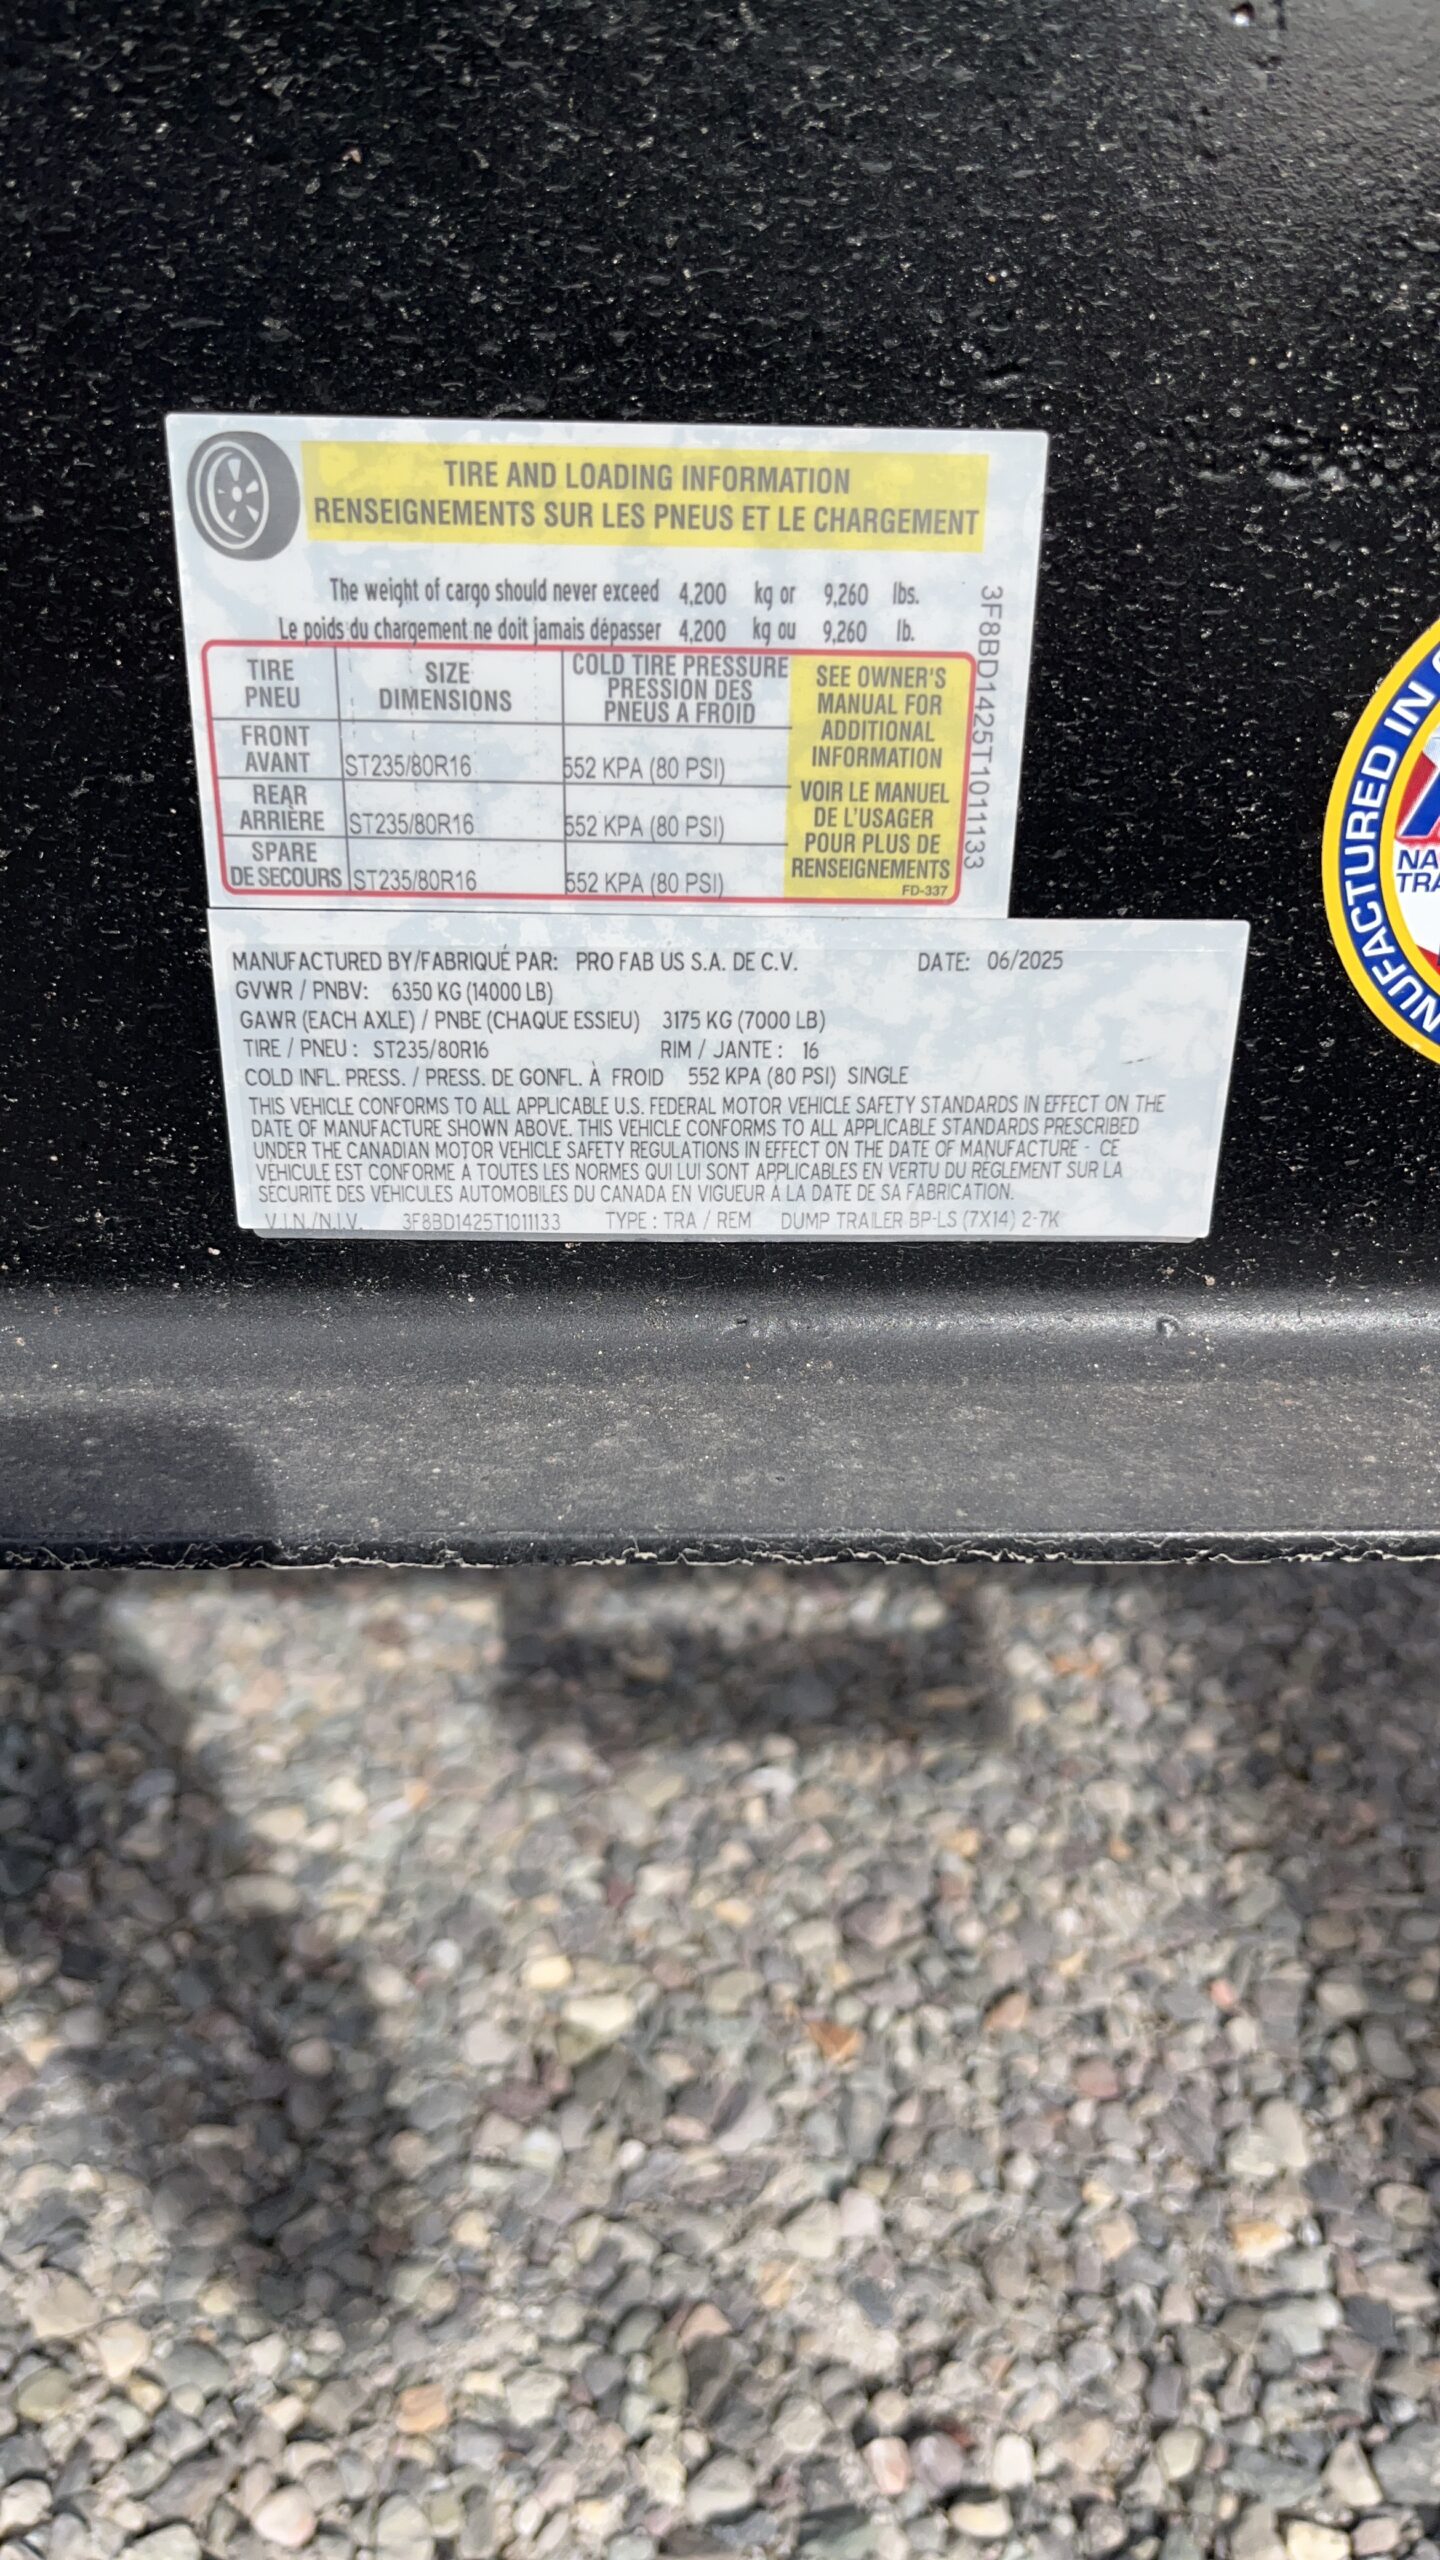 TIRE AND LOADING INFORMATION
RENSEIGNEMENTS SUR LES PNEUS ET LE CHARGEMENT
The weight of cargo should never exceed 4,200 kg or 9,260 lbs.
Le poids du chargement ne doit jamais dépasser 4,200 kg ou 9,260 lb.
TIRE
PNEU
SIZE
DIMENSIONS
COLD TIRE PRESSURE
PRESSION DES
PNEUS A FROID
FRONT
AVANT
ST235/80R16
552 KPA (80 PSI)
REAR
ARRIÈRE
ST235/80R16
552 KPA (80 PSI)
SPARE
DE SECOURS
ST235/80R16
552 KPA (80 PSI)
SEE OWNER'S
MANUAL FOR
ADDITIONAL
INFORMATION
VOIR LE MANUEL
DE L'USAGER
POUR PLUS DE
RENSEIGNEMENTS
FD-337
3F8BD1425T1011133
MANUFACTURED BY/FABRIQUÉ PAR: PRO FAB US S.A. DE C.V. DATE: 06/2025
GVWR / PNBV: 6350 KG (14000 LB)
GAWR (EACH AXLE) / PNBE (CHAQUE ESSIEU) 3175 KG (7000 LB)
TIRE / PNEU : ST235/80R16 RIM / JANTE : 16
COLD INFL. PRESS. / PRESS. DE GONFL. À FROID 552 KPA (80 PSI) SINGLE
THIS VEHICLE CONFORMS TO ALL APPLICABLE U.S. FEDERAL MOTOR VEHICLE SAFETY STANDARDS IN EFFECT ON THE
DATE OF MANUFACTURE SHOWN ABOVE. THIS VEHICLE CONFORMS TO ALL APPLICABLE STANDARDS PRESCRIBED
UNDER THE CANADIAN MOTOR VEHICLE SAFETY REGULATIONS IN EFFECT ON THE DATE OF MANUFACTURE - CE
VÉHICULE EST CONFORME À TOUTES LES NORMES QUI LUI SONT APPLICABLES EN VERTU DU RÈGLEMENT SUR LA
SÉCURITÉ DES VÉHICULES AUTOMOBILES DU CANADA EN VIGUEUR À LA DATE DE SA FABRICATION.
V.I.N./N.I.V. 3F8BD1425T1011133 TYPE : TRA / REM DUMP TRAILER BP-LS (7X14) 2-7K
NUFACTURED IN
NA
TRA